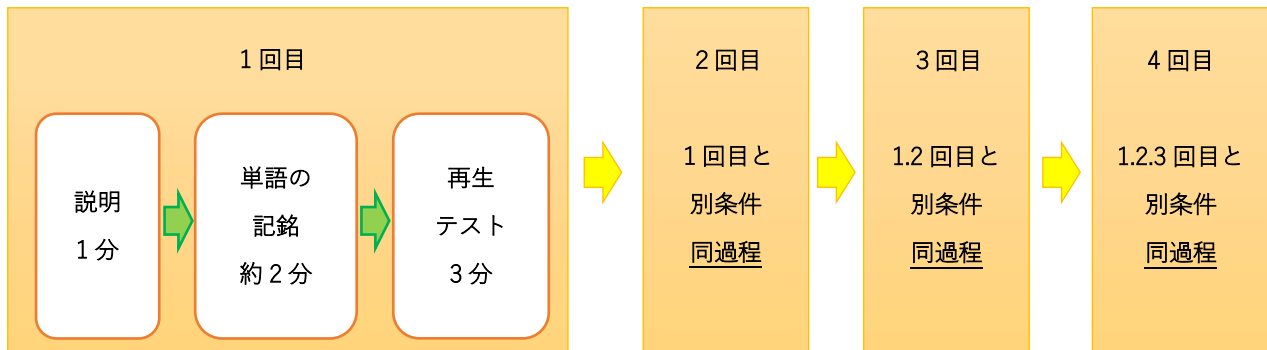 1回目
説明
1分
単語の
記銘
約2分
再生
テスト
3分
2回目
1回目と
別条件
同過程
3回目
1.2回目と
別条件
同過程
4回目
1.2.3回目と
別条件
同過程